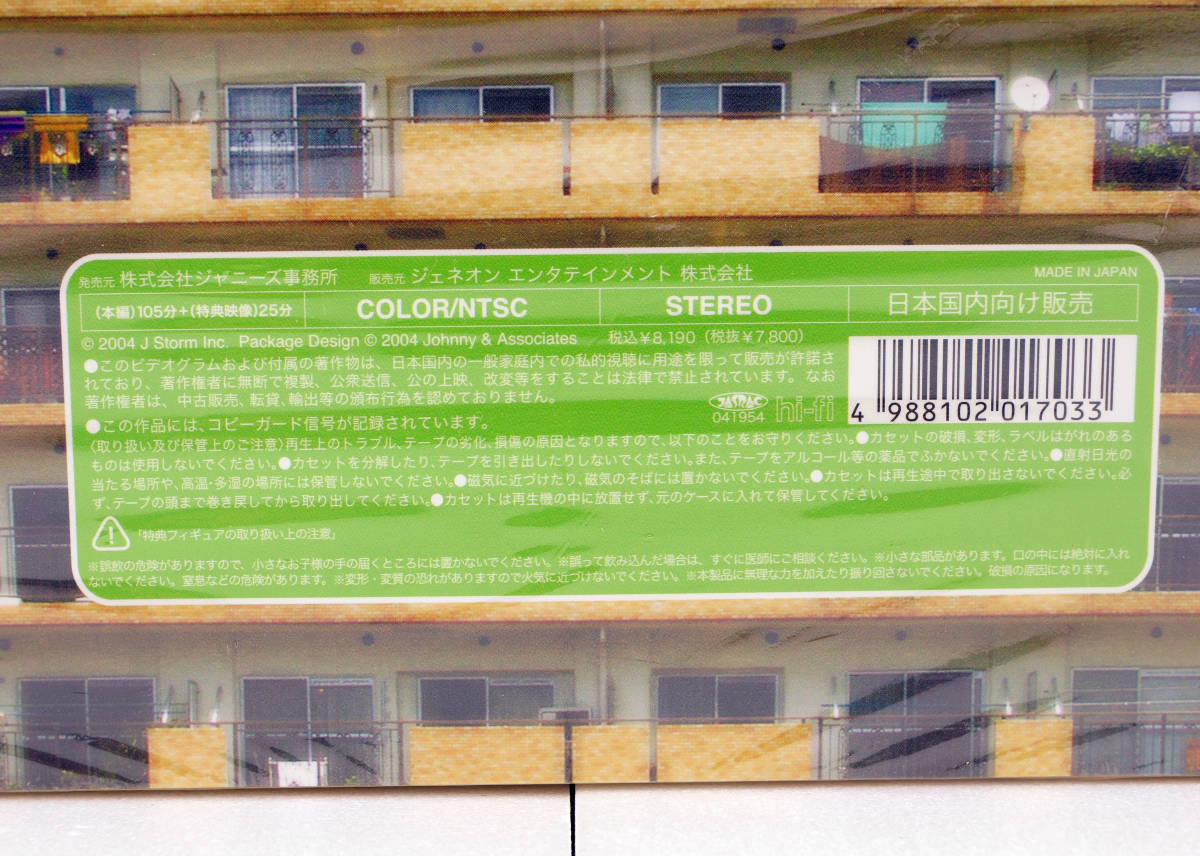 発売元 株式会社ジャニーズ事務所 販売元 ジェネオン エンタテインメント 株式会社 MADE IN JAPAN
(本編)105分+(特典映像)25分 COLOR/NTSC STEREO 日本国内向け販売
© 2004 J Storm Inc. Package Design © 2004 Johnny & Associates 税込¥8,190(税抜¥7,800)
●このビデオグラムおよび付属の著作物は、日本国内の一般家庭内での私的視聴に用途を限って販売が許諾さ
れており、著作権者に無断で複製、公衆送信、公の上映、改変等をすることは法律で禁止されています。なお
著作権者は、中古販売、転貸、輸出等の頒布行為を認めておりません。
JASRAC
041954 hi-fi
4 988102 017033
●この作品には、コピーガード信号が記録されています。
〈取り扱い及び保管上のご注意〉再生上のトラブル、テープの劣化、損傷の原因となりますので、以下のことをお守りください。●カセットの破損、変形、ラベルはがれのある
ものは使用しないでください。●カセットを分解したり、テープを引き出したりしないでください。また、テープをアルコール等の薬品でふかないでください。●直射日光の
当たる場所や、高温・多湿の場所には保管しないでください。●磁気に近づけたり、磁気のそばには置かないでください。●カセットは再生途中で取り出さないでください。必
ず、テープの頭まで巻き戻してから取り出してください。●カセットは再生機の中に放置せず、元のケースに入れて保管してください。
「特典フィギュアの取り扱い上の注意」
※誤飲の危険がありますので、小さなお子様の手の届くところには置かないでください。※誤って飲み込んだ場合は、すぐに医師にご相談ください。※小さな部品があります。口の中には絶対に入れ
ないでください。窒息などの危険があります。※変形・変質の恐れがありますので火気に近づけないでください。※本製品に無理な力を加えたり振り回さないでください。破損の原因になります。